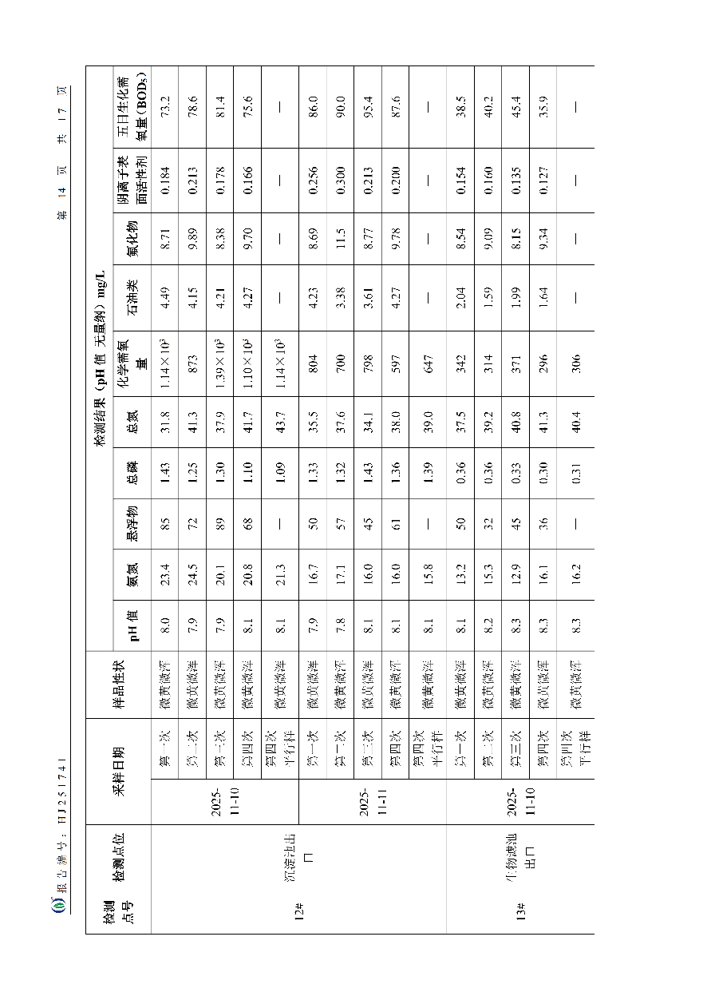 报告编号：HJ251741
第 14 页 共 17 页
检测点号 检测点位 采样日期 样品性状 检测结果（pH 值 无量纲）mg/L
pH 值 氨氮 悬浮物 总磷 总氮 化学需氧量 石油类 氟化物 阴离子表面活性剂 五日生化需氧量（BOD₅）
12# 沉淀池出口 2025-11-10 第一次 微黄微浑 8.0 23.4 85 1.43 31.8 1.14×10³ 4.49 8.71 0.184 73.2
第二次 微黄微浑 7.9 24.5 72 1.25 41.3 873 4.15 9.89 0.213 78.6
第三次 微黄微浑 7.9 20.1 89 1.30 37.9 1.39×10³ 4.21 8.38 0.178 81.4
第四次 微黄微浑 8.1 20.8 68 1.10 41.7 1.10×10³ 4.27 9.70 0.166 75.6
第四次平行样 微黄微浑 8.1 21.3 — 1.09 43.7 1.14×10³ — — — —
2025-11-11 第一次 微黄微浑 7.9 16.7 50 1.33 35.5 804 4.23 8.69 0.256 86.0
第二次 微黄微浑 7.8 17.1 57 1.32 37.6 700 3.38 11.5 0.300 90.0
第三次 微黄微浑 8.1 16.0 45 1.43 34.1 798 3.61 8.77 0.213 95.4
第四次 微黄微浑 8.1 16.0 61 1.36 38.0 597 4.27 9.78 0.200 87.6
第四次平行样 微黄微浑 8.1 15.8 — 1.39 39.0 647 — — — —
13# 生物滤池出口 2025-11-10 第一次 微黄微浑 8.1 13.2 50 0.36 37.5 342 2.04 8.54 0.154 38.5
第二次 微黄微浑 8.2 15.3 32 0.36 39.2 314 1.59 9.09 0.160 40.2
第三次 微黄微浑 8.3 12.9 45 0.33 40.8 371 1.99 8.15 0.135 45.4
第四次 微黄微浑 8.3 16.1 36 0.30 41.3 296 1.64 9.34 0.127 35.9
第四次平行样 微黄微浑 8.3 16.2 — 0.31 40.4 306 — — — —